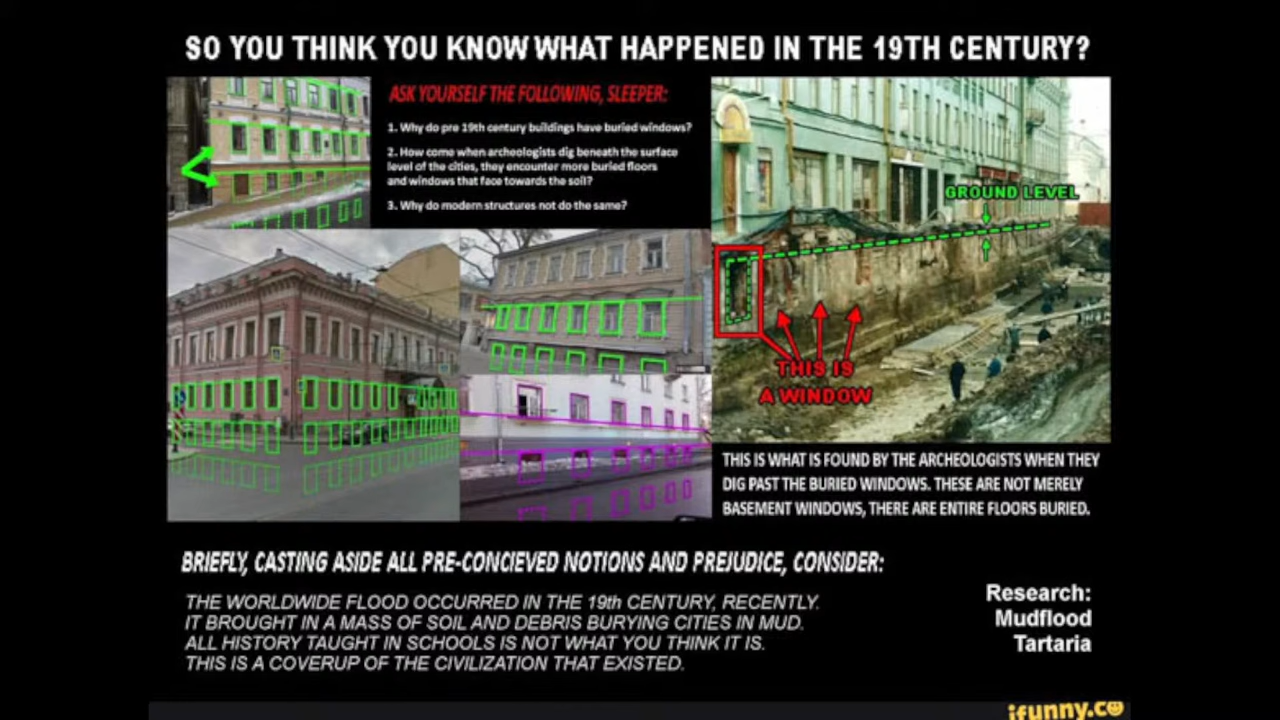 SO YOU THINK YOU KNOW WHAT HAPPENED IN THE 19TH CENTURY?
ASK YOURSELF THE FOLLOWING, SLEEPER:
1. Why do pre 19th century buildings have buried windows?
2. How come when archeologists dig beneath the surface
level of the cities, they encounter more buried floors
and windows that face towards the soil?
3. Why do modern structures not do the same?
GROUND LEVEL
THIS IS
A WINDOW
THIS IS WHAT IS FOUND BY THE ARCHEOLOGISTS WHEN THEY
DIG PAST THE BURIED WINDOWS. THESE ARE NOT MERELY
BASEMENT WINDOWS, THERE ARE ENTIRE FLOORS BURIED.
BRIEFLY, CASTING ASIDE ALL PRE-CONCIEVED NOTIONS AND PREJUDICE, CONSIDER:
THE WORLDWIDE FLOOD OCCURRED IN THE 19th CENTURY, RECENTLY.
IT BROUGHT IN A MASS OF SOIL AND DEBRIS BURYING CITIES IN MUD.
ALL HISTORY TAUGHT IN SCHOOLS IS NOT WHAT YOU THINK IT IS.
THIS IS A COVERUP OF THE CIVILIZATION THAT EXISTED.
Research:
Mudflood
Tartaria
ifunny.co